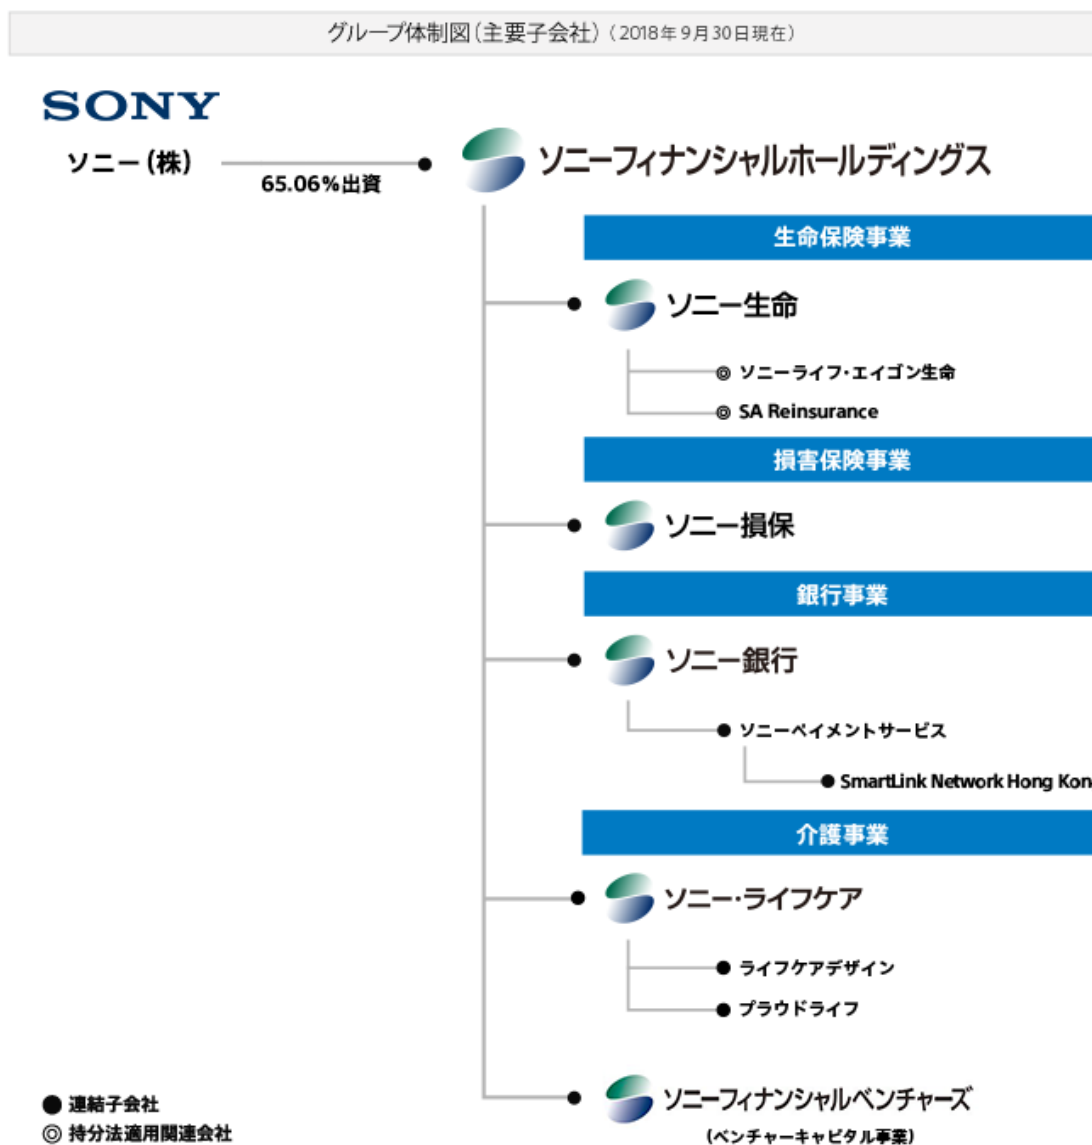 グループ体制図(主要子会社)(2018年9月30日現在)
SONY
ソニー(株)
65.06%出資
ソニーフィナンシャルホールディングス
生命保険事業
ソニー生命
◎ ソニーライフ・エイゴン生命
◎ SA Reinsurance
損害保険事業
ソニー損保
銀行事業
ソニー銀行
● ソニーペイメントサービス
● SmartLink Network Hong Kon
介護事業
ソニー・ライフケア
● ライフケアデザイン
● プラウドライフ
ソニーフィナンシャルベンチャーズ
(ベンチャーキャピタル事業)
● 連結子会社
◎ 持分法適用関連会社